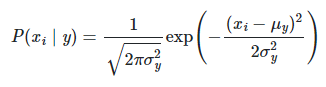 P(x_i | y) = \frac{1}{\sqrt{2\pi\sigma_y^2}} \exp\left(-\frac{(x_i - \mu_y)^2}{2\sigma_y^2}\right)